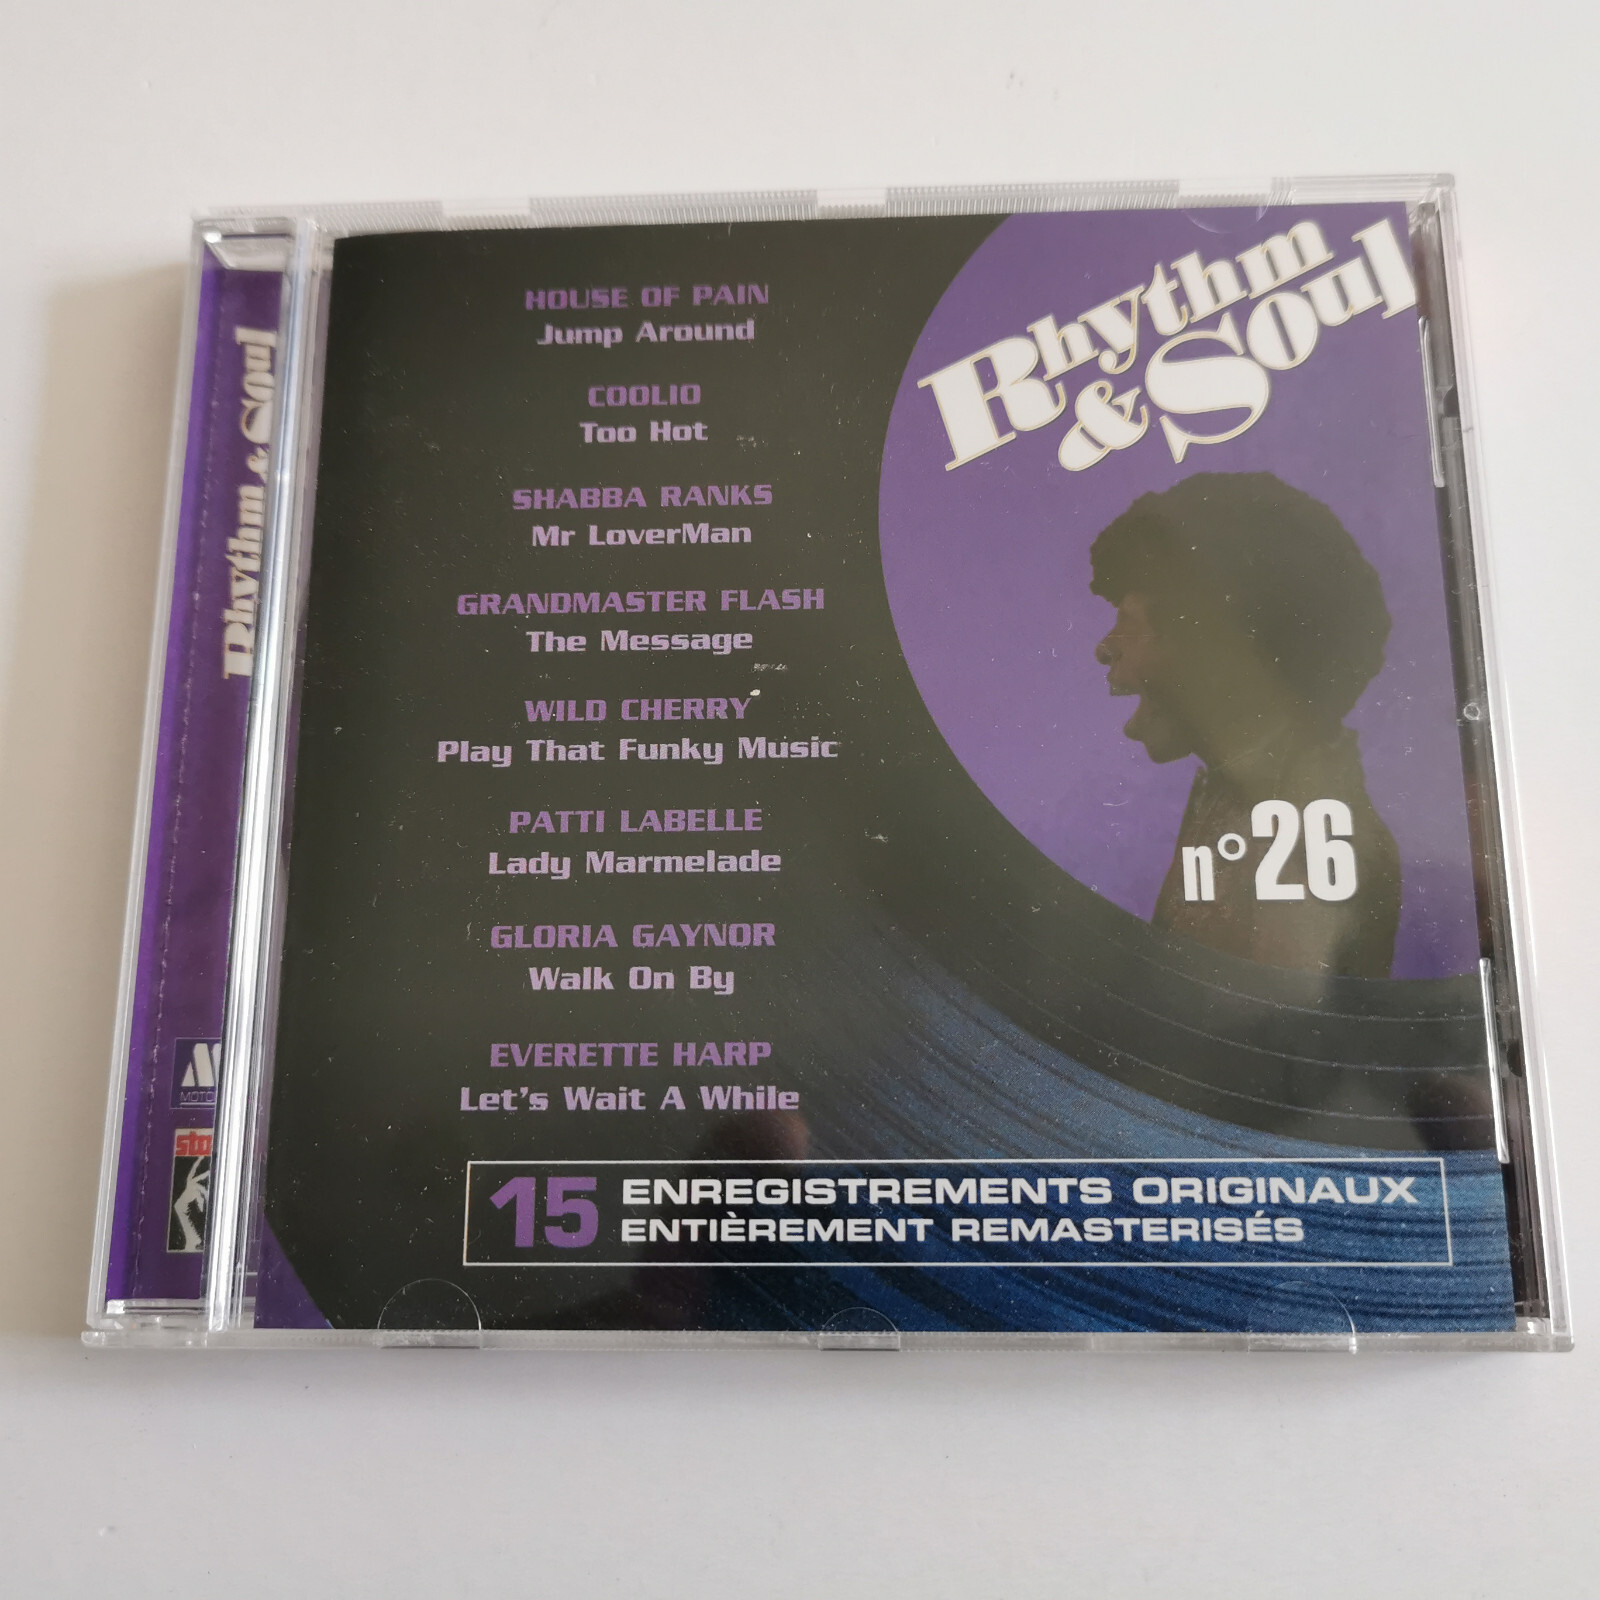 HOUSE OF PAIN
Jump Around
COOLIO
Too Hot
SHABBA RANKS
Mr LoverMan
GRANDMASTER FLASH
The Message
WILD CHERRY
Play That Funky Music
PATTI LABELLE
Lady Marmelade
GLORIA GAYNOR
Walk On By
EVERETTE HARP
Let's Wait A While
Rhythm
& Soul
n°26
15 ENREGISTREMENTS ORIGINAUX
ENTIÈREMENT REMASTERISÉS
Rhythm & Soul